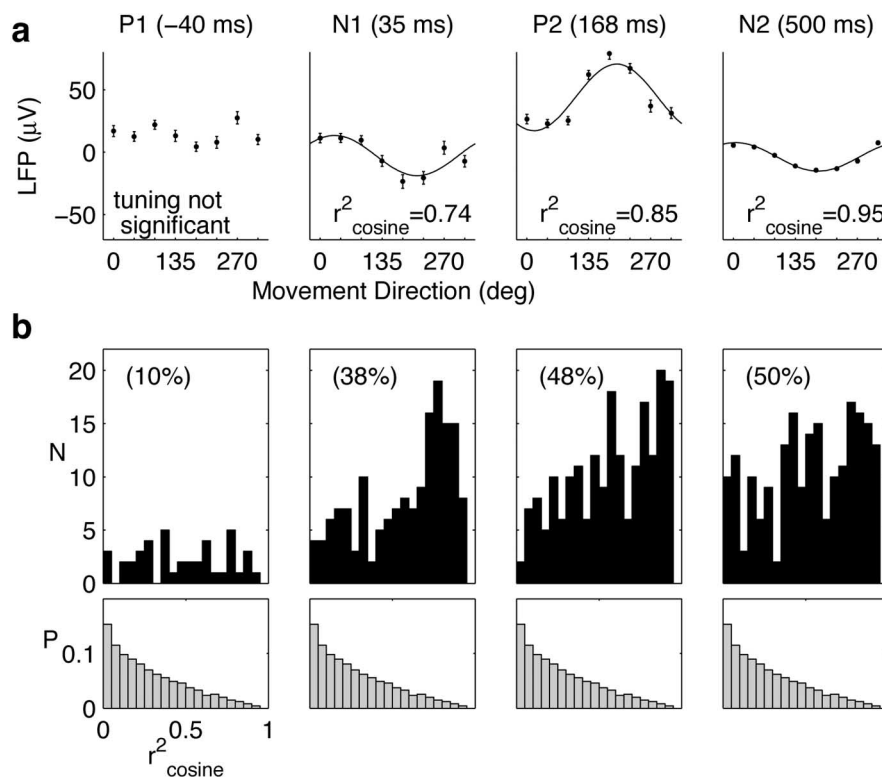 a
P1 (−40 ms) N1 (35 ms) P2 (168 ms) N2 (500 ms)
LFP (μV)
50
0
−50
tuning not
significant
r²cosine=0.74
r²cosine=0.85
r²cosine=0.95
0 135 270 0 135 270 0 135 270 0 135 270
Movement Direction (deg)
b
20
15
10
5
0
N
(10%) (38%) (48%) (50%)
P
0.1
0
0 0.5 1
r²cosine